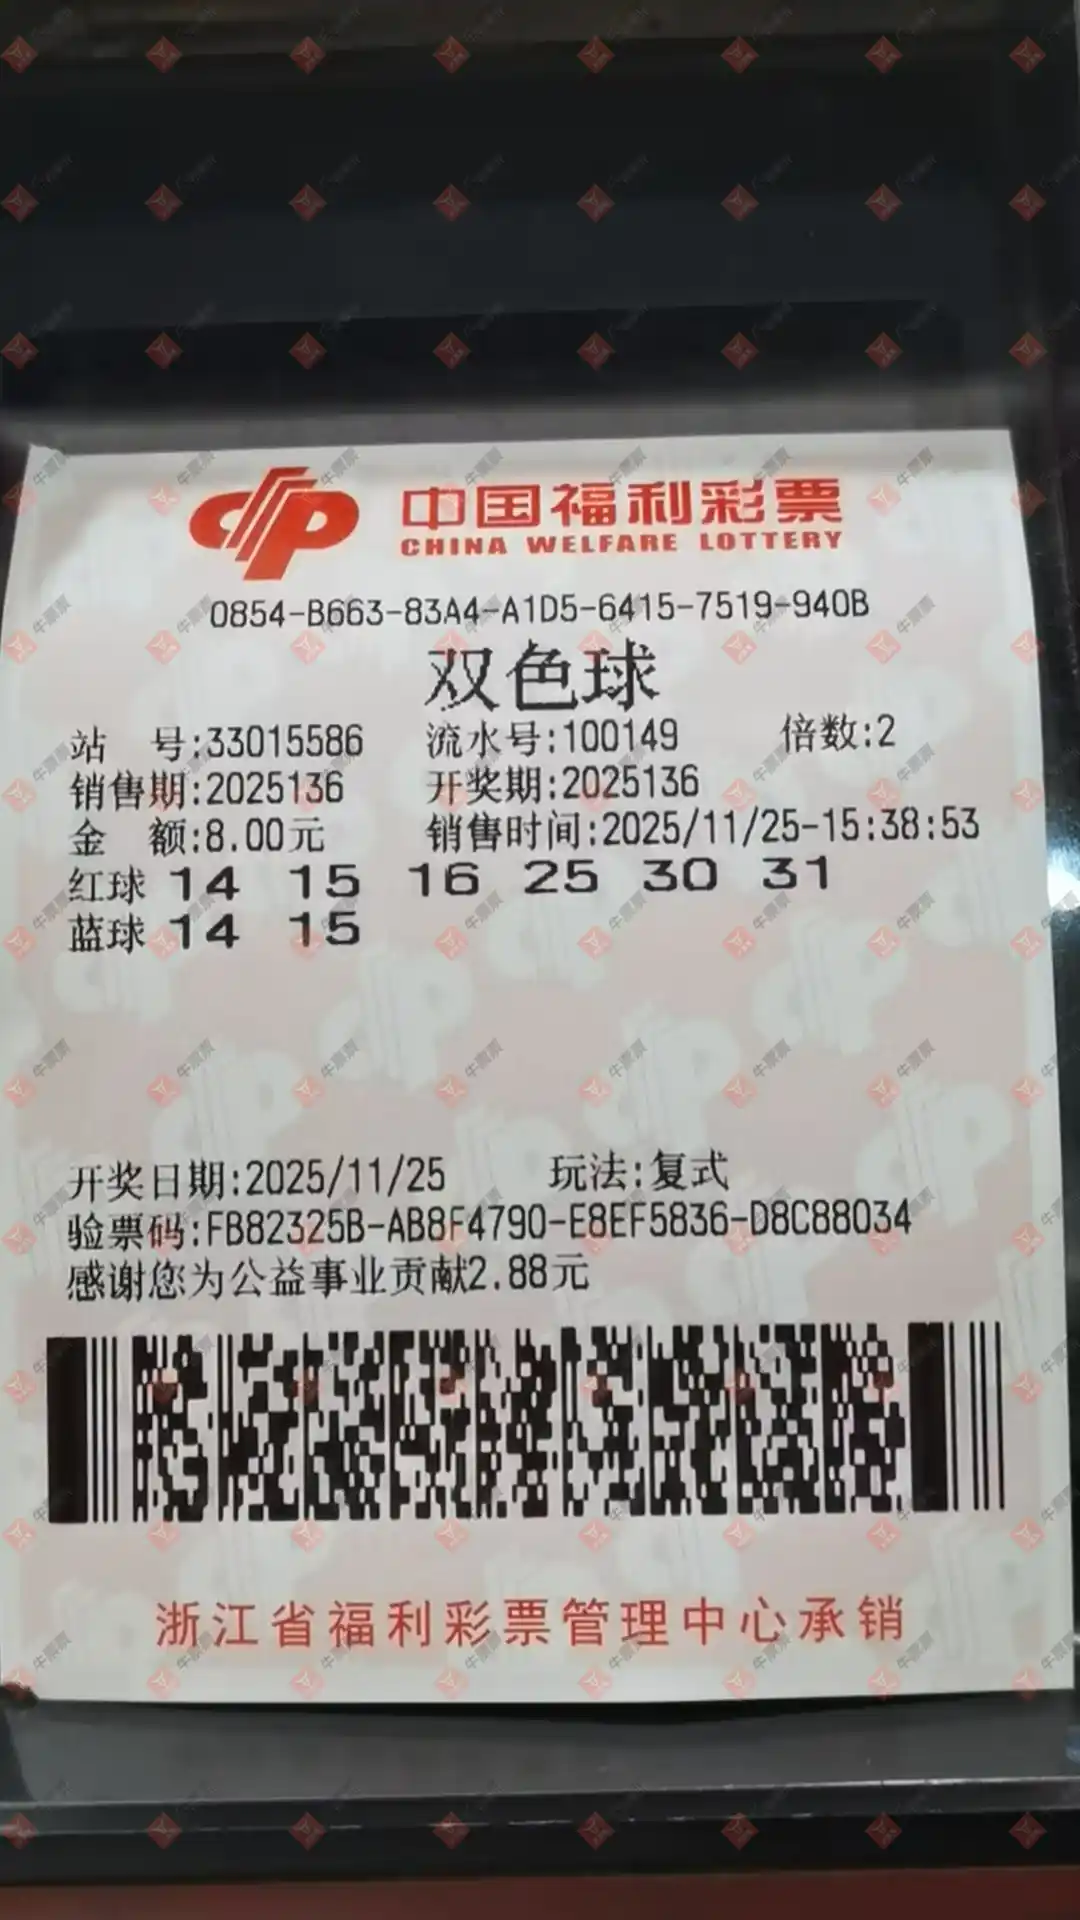 中国福利彩票
CHINA WELFARE LOTTERY
0854-B663-83A4-A1D5-6415-7519-940B
双色球
站 号:33015586 流水号:100149 倍数:2
销售期:2025136 开奖期:2025136
金 额:8.00元 销售时间:2025/11/25-15:38:53
红球 14 15 16 25 30 31
蓝球 14 15
开奖日期:2025/11/25 玩法:复式
验票码:FB82325B-AB8F4790-E8EF5836-D8C88034
感谢您为公益事业贡献2.88元
浙江省福利彩票管理中心承销
牛票票